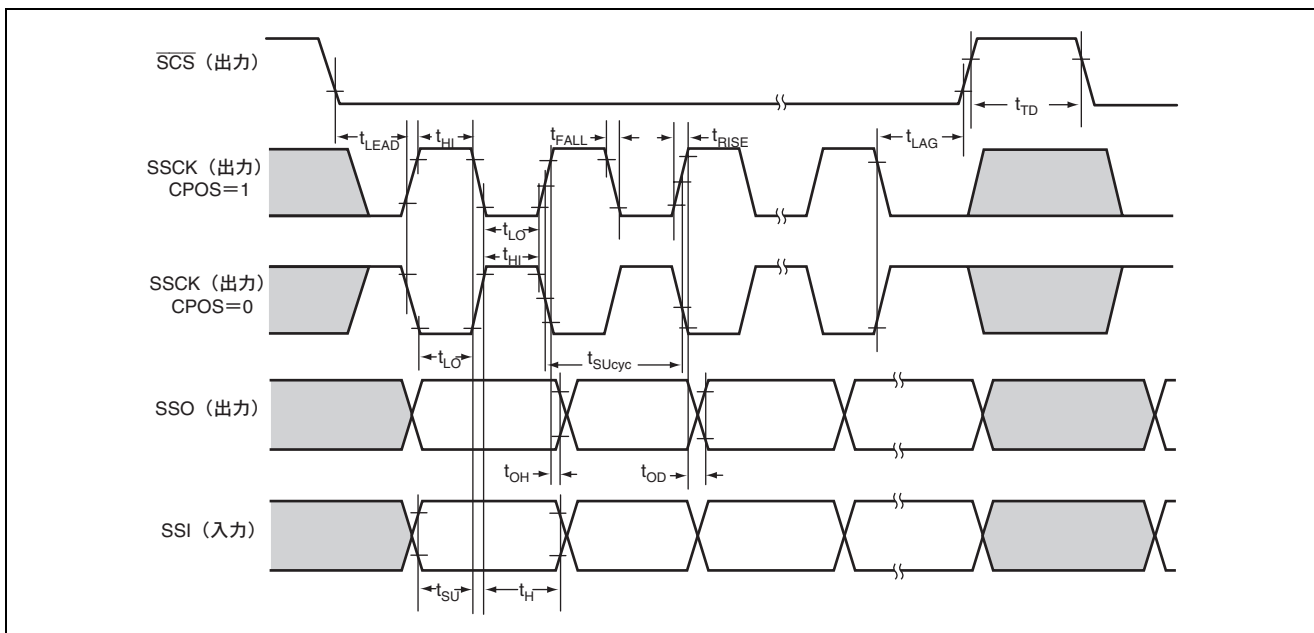 SCS（出力）
tTD
tLEAD
tHI
tFALL
tRISE
tLAG
SSCK（出力）
CPOS＝1
tLO
tHI
SSCK（出力）
CPOS＝0
tLO
tSUcyc
SSO（出力）
tOH
tOD
SSI（入力）
tSU
tH